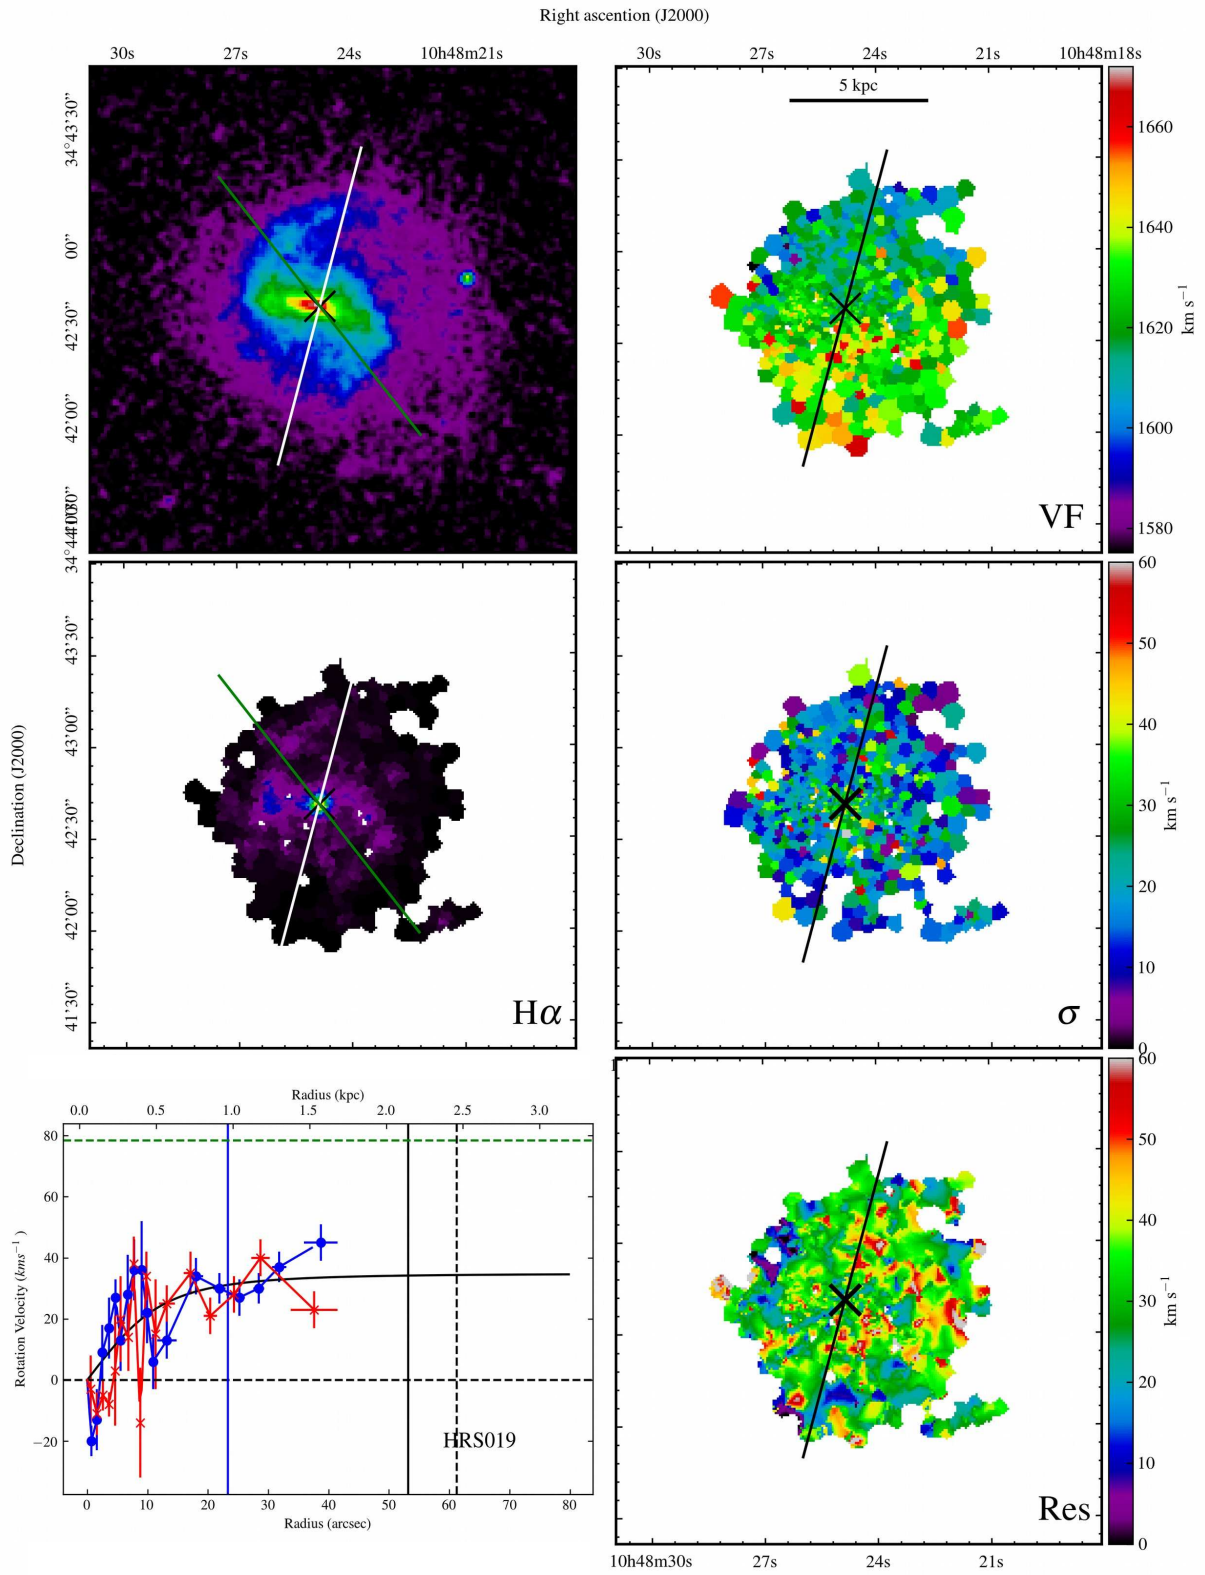 Right ascention (J2000)
30s 27s 24s 10h48m21s
30s 27s 24s 21s 10h48m18s
34°43'30"
00"
42'30"
42'00"
5 kpc
VF
1660
1640
1620
1600
1580
km s−1
Declination (J2000)
34°44'00"
43'30"
43'00"
42'30"
42'00"
41'30"
Hα
σ
60
50
40
30
20
10
0
km s−1
Radius (kpc)
0.0 0.5 1.0 1.5 2.0 2.5 3.0
Rotation Velocity (kms−1 )
80
60
40
20
0
−20
HRS019
0 10 20 30 40 50 60 70 80
Radius (arcsec)
Res
60
50
40
30
20
10
0
km s−1
10h48m30s 27s 24s 21s